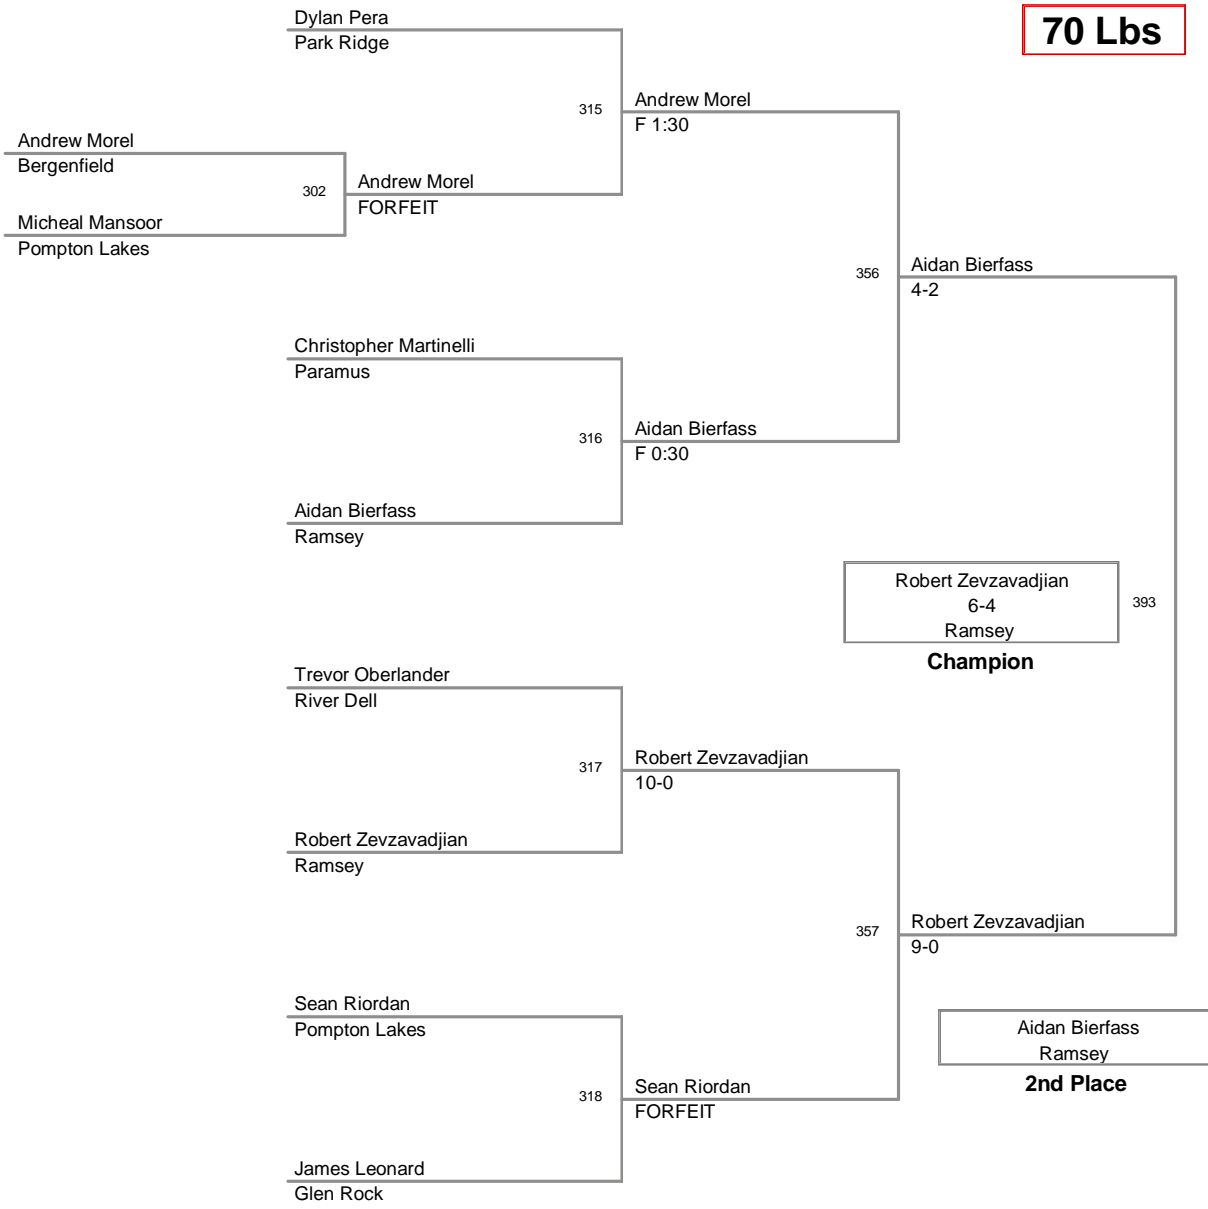 Dylan Pera
Park Ridge
70 Lbs
315
Andrew Morel
F 1:30
Andrew Morel
Bergenfield
302
Andrew Morel
FORFEIT
Micheal Mansoor
Pompton Lakes
356
Aidan Bierfass
4-2
Christopher Martinelli
Paramus
316
Aidan Bierfass
F 0:30
Aidan Bierfass
Ramsey
Robert Zevzavadjian
6-4
Ramsey
393
Champion
Trevor Oberlander
River Dell
317
Robert Zevzavadjian
10-0
Robert Zevzavadjian
Ramsey
357
Robert Zevzavadjian
9-0
Sean Riordan
Pompton Lakes
Aidan Bierfass
Ramsey
2nd Place
318
Sean Riordan
FORFEIT
James Leonard
Glen Rock